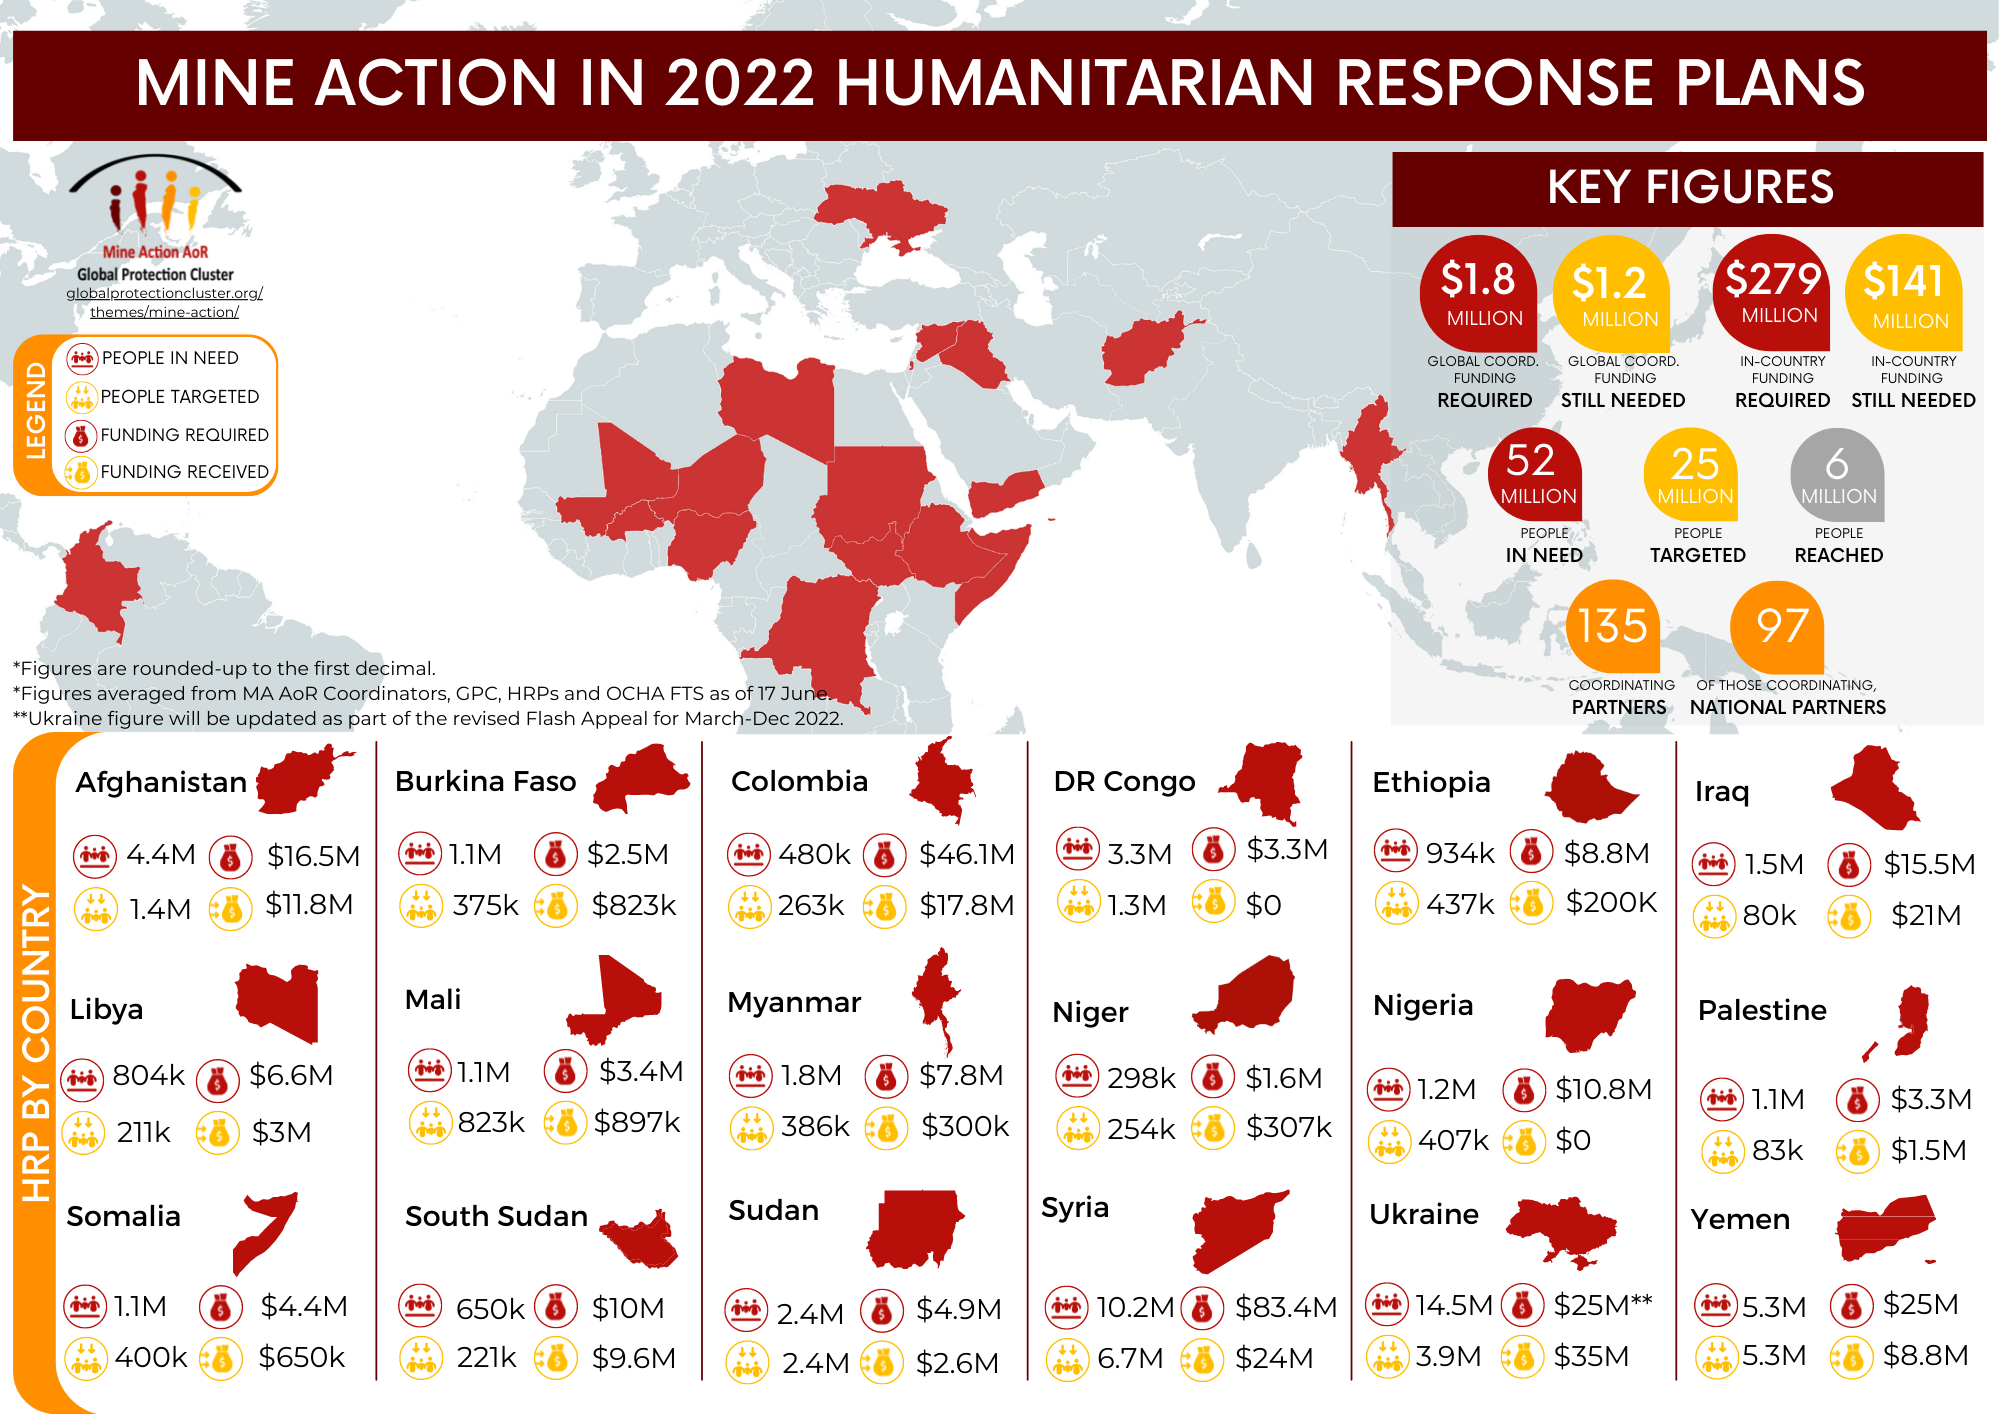 MINE ACTION IN 2022 HUMANITARIAN RESPONSE PLANS
Mine Action AoR
Global Protection Cluster
globalprotectioncluster.org/
themes/mine-action/
LEGEND
PEOPLE IN NEED
PEOPLE TARGETED
FUNDING REQUIRED
FUNDING RECEIVED
KEY FIGURES
$1.8 MILLION
GLOBAL COORD.
FUNDING
REQUIRED
$1.2 MILLION
GLOBAL COORD.
FUNDING
STILL NEEDED
$279 MILLION
IN-COUNTRY
FUNDING
REQUIRED
$141 MILLION
IN-COUNTRY
FUNDING
STILL NEEDED
52 MILLION
PEOPLE
IN NEED
25 MILLION
PEOPLE
TARGETED
6 MILLION
PEOPLE
REACHED
135
COORDINATING
PARTNERS
97
OF THOSE COORDINATING,
NATIONAL PARTNERS
*Figures are rounded-up to the first decimal.
*Figures averaged from MA AoR Coordinators, GPC, HRPs and OCHA FTS as of 17 June.
**Ukraine figure will be updated as part of the revised Flash Appeal for March-Dec 2022.
HRP BY COUNTRY
Afghanistan
4.4M $16.5M
1.4M $11.8M
Burkina Faso
1.1M $2.5M
375k $823k
Colombia
480k $46.1M
263k $17.8M
DR Congo
3.3M $3.3M
1.3M $0
Ethiopia
934k $8.8M
437k $200K
Iraq
1.5M $15.5M
80k $21M
Libya
804k $6.6M
211k $3M
Mali
1.1M $3.4M
823k $897k
Myanmar
1.8M $7.8M
386k $300k
Niger
298k $1.6M
254k $307k
Nigeria
1.2M $10.8M
407k $0
Palestine
1.1M $3.3M
83k $1.5M
Somalia
1.1M $4.4M
400k $650k
South Sudan
650k $10M
221k $9.6M
Sudan
2.4M $4.9M
2.4M $2.6M
Syria
10.2M $83.4M
6.7M $24M
Ukraine
14.5M $25M**
3.9M $35M
Yemen
5.3M $25M
5.3M $8.8M